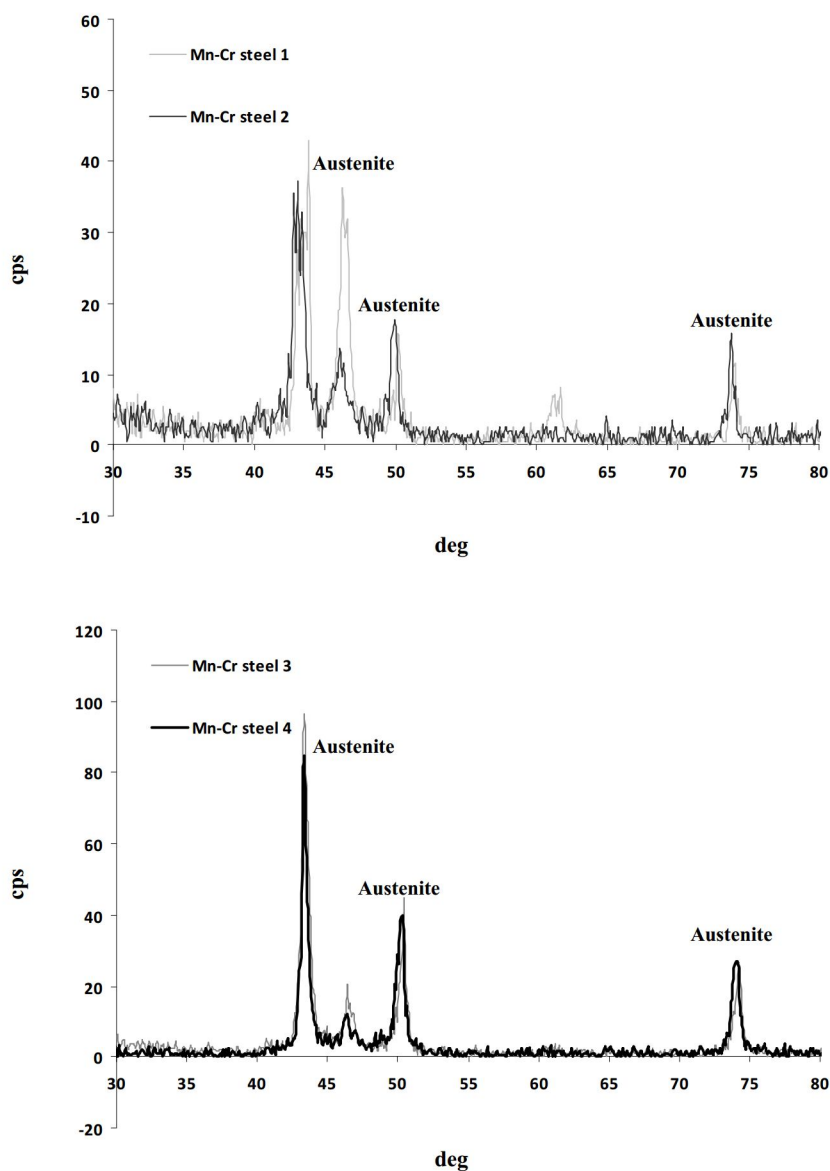 60
Mn-Cr steel 1
50
Mn-Cr steel 2
40
Austenite
30
cps
20
Austenite
Austenite
10
0
30 35 40 45 50 55 60 65 70 75 80
-10
deg
120
Mn-Cr steel 3
100
Mn-Cr steel 4
Austenite
80
60
cps
Austenite
40
Austenite
20
0
30 35 40 45 50 55 60 65 70 75 80
-20
deg